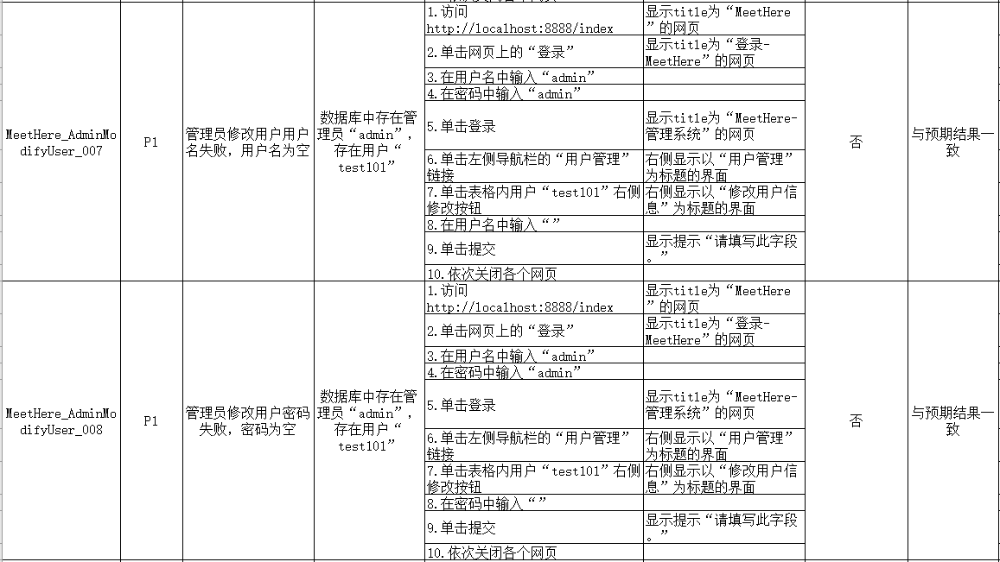 MeetHere_AdminMo
difyUser_007
P1
管理员修改用户用户
名失败，用户名为空
数据库中存在管
理员“admin”，
存在用户“
test101”
1.访问
http://localhost:8888/index
显示title为“MeetHere
”的网页
2.单击网页上的“登录”
显示title为“登录-
MeetHere”的网页
3.在用户名中输入“admin”
4.在密码中输入“admin”
5.单击登录
显示title为“MeetHere-
管理系统”的网页
6.单击左侧导航栏的“用户管理”
链接
右侧显示以“用户管理”
为标题的界面
7.单击表格内用户“test101”右侧
修改按钮
右侧显示以“修改用户信
息”为标题的界面
8.在用户名中输入“”
9.单击提交
显示提示“请填写此字段
。”
10.依次关闭各个网页
否
与预期结果一
致
MeetHere_AdminMo
difyUser_008
P1
管理员修改用户密码
失败，密码为空
数据库中存在管
理员“admin”，
存在用户“
test101”
1.访问
http://localhost:8888/index
显示title为“MeetHere
”的网页
2.单击网页上的“登录”
显示title为“登录-
MeetHere”的网页
3.在用户名中输入“admin”
4.在密码中输入“admin”
5.单击登录
显示title为“MeetHere-
管理系统”的网页
6.单击左侧导航栏的“用户管理”
链接
右侧显示以“用户管理”
为标题的界面
7.单击表格内用户“test101”右侧
修改按钮
右侧显示以“修改用户信
息”为标题的界面
8.在密码中输入“”
9.单击提交
显示提示“请填写此字段
。”
10.依次关闭各个网页
否
与预期结果一
致